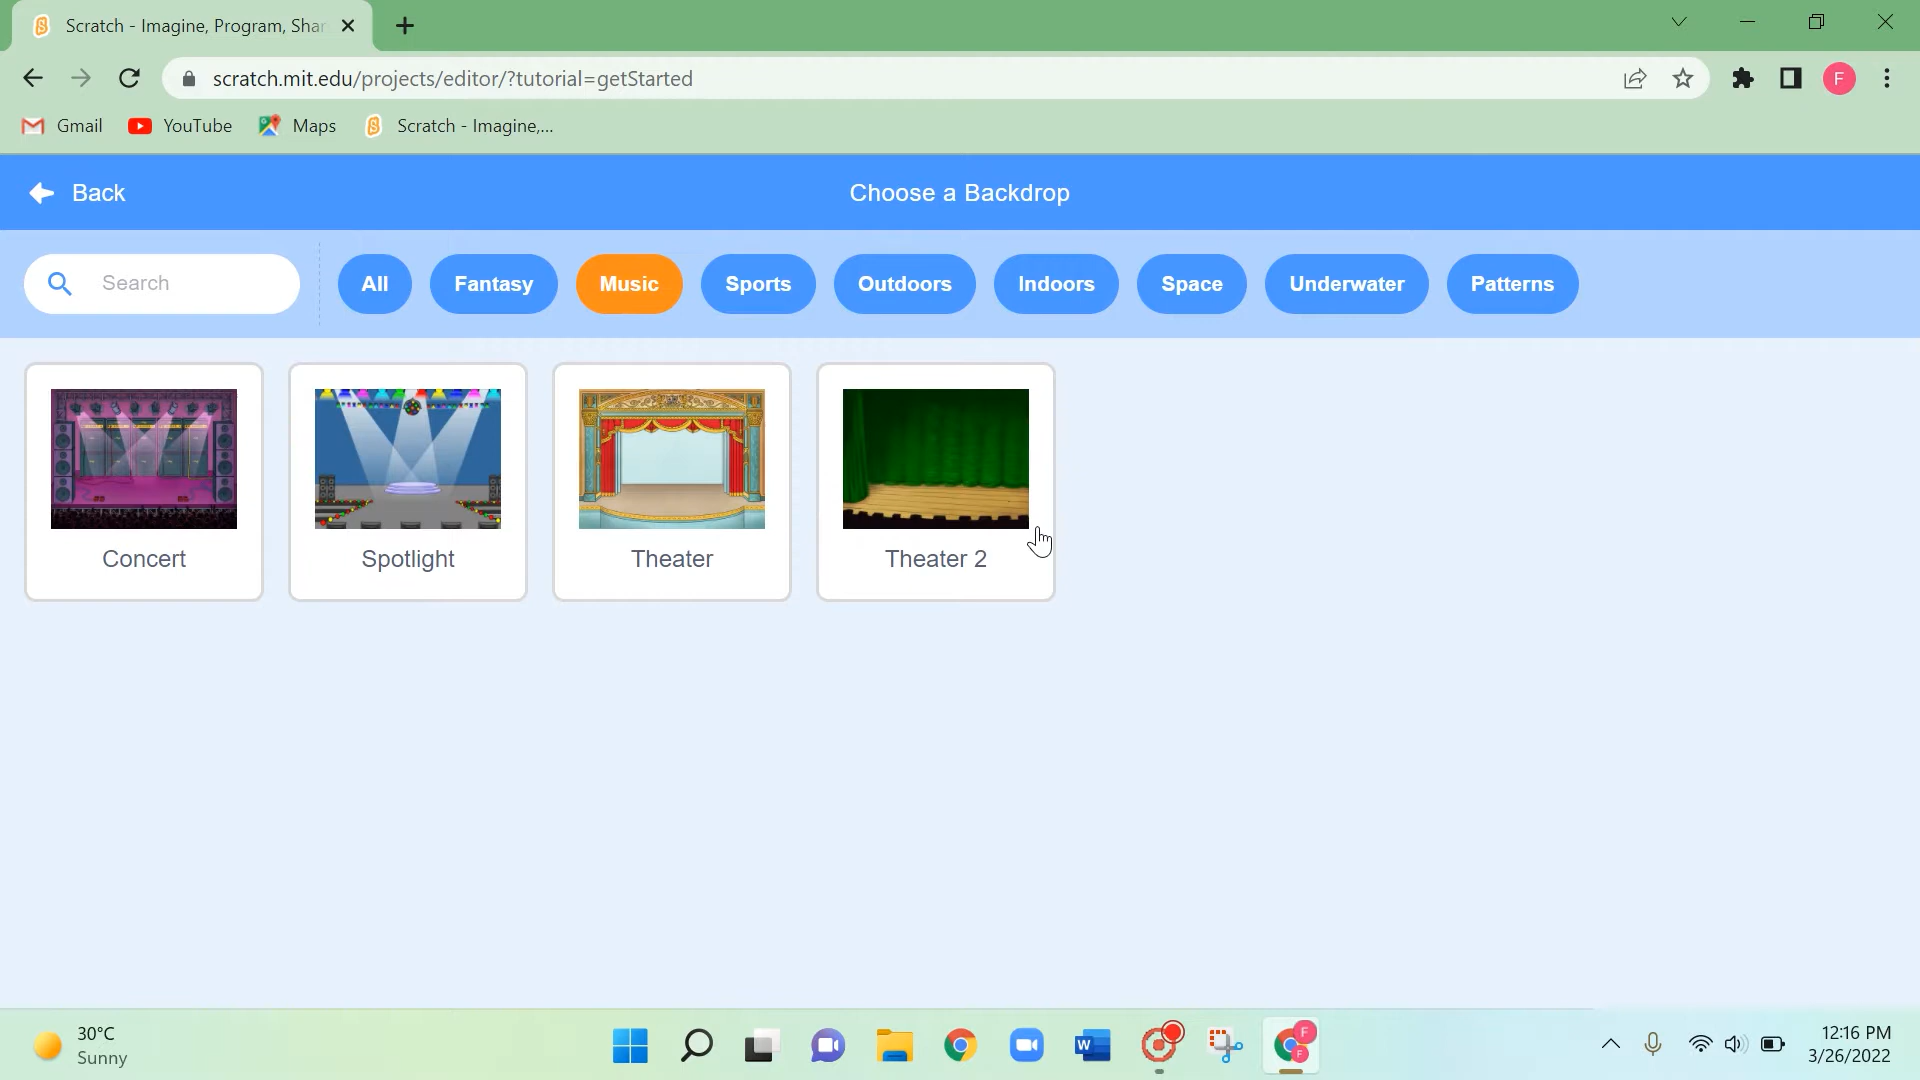 Scratch - Imagine, Program, Shar
scratch.mit.edu/projects/editor/?tutorial=getStarted
F
Gmail
YouTube
Maps
Scratch - Imagine,...
Back
Choose a Backdrop
Search
All
Fantasy
Music
Sports
Outdoors
Indoors
Space
Underwater
Patterns
Concert
Spotlight
Theater
Theater 2
30°C
Sunny
W
F
F
12:16 PM
3/26/2022